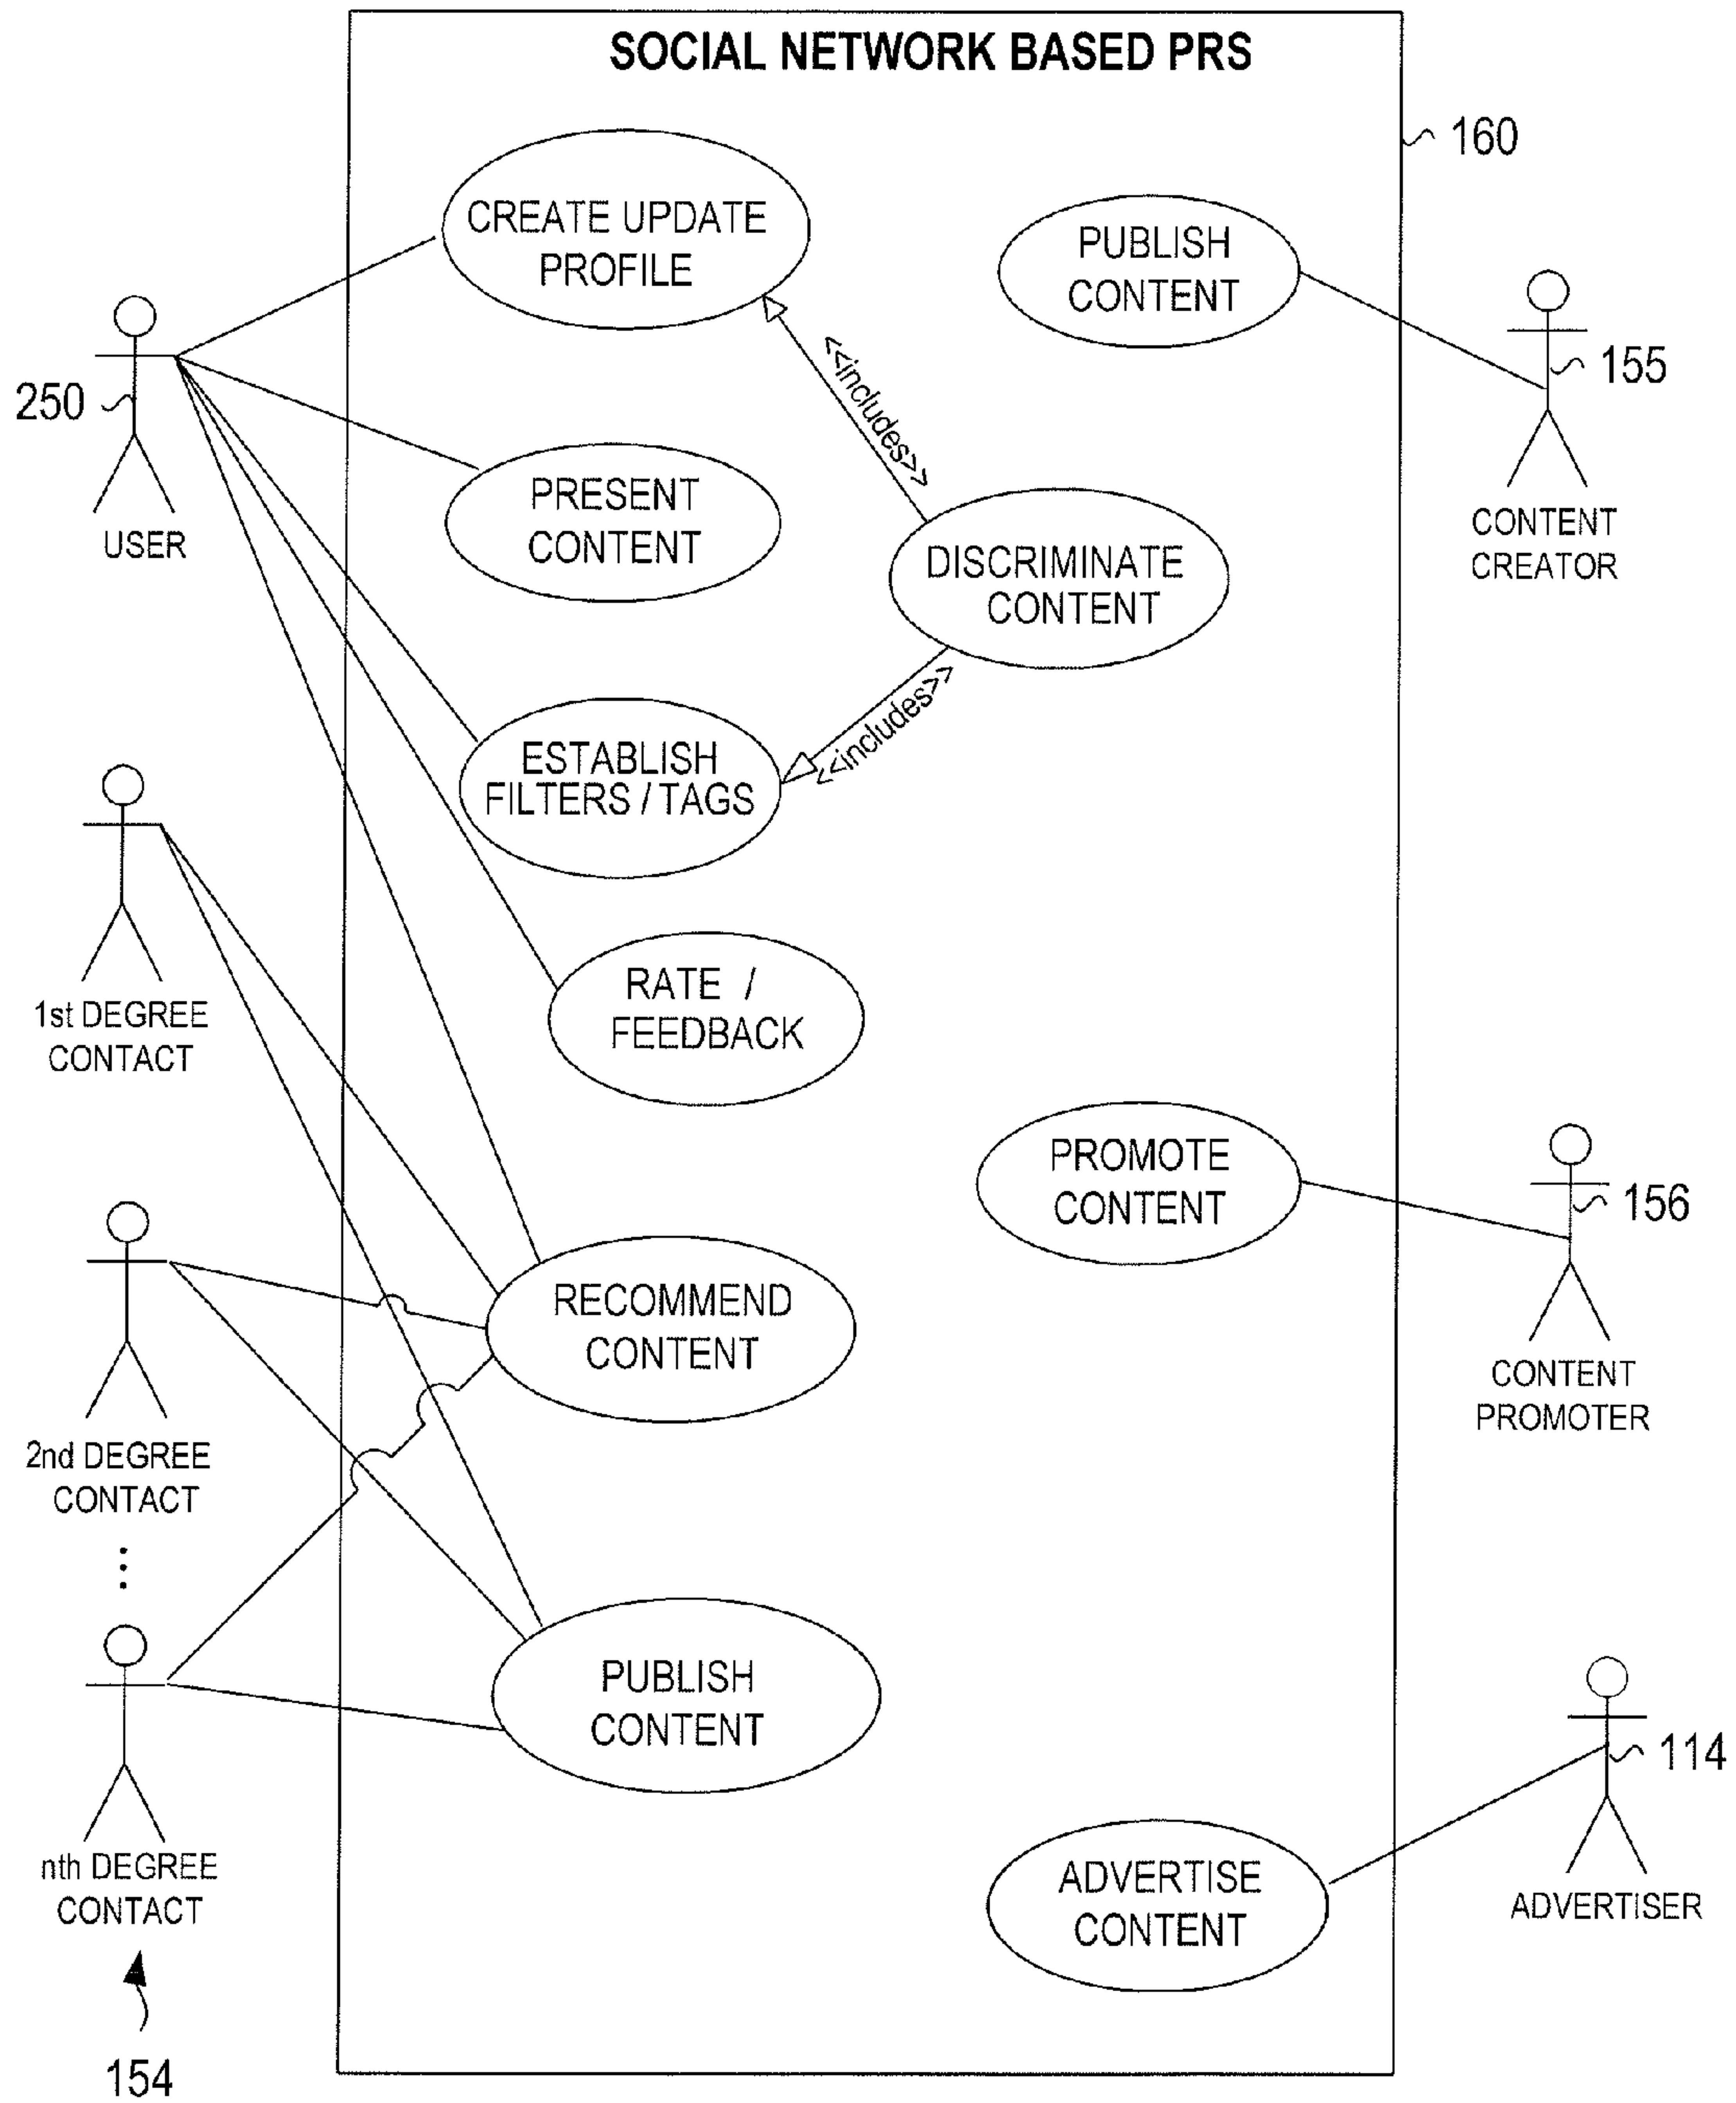 SOCIAL NETWORK BASED PRS
160
CREATE UPDATE
PROFILE
PUBLISH
CONTENT
155
250
USER
<<includes>>
PRESENT
CONTENT
CONTENT
CREATOR
DISCRIMINATE
CONTENT
<<includes>>
ESTABLISH
FILTERS / TAGS
1st DEGREE
CONTACT
RATE /
FEEDBACK
PROMOTE
CONTENT
156
RECOMMEND
CONTENT
CONTENT
PROMOTER
2nd DEGREE
CONTACT
PUBLISH
CONTENT
114
nth DEGREE
CONTACT
ADVERTISE
CONTENT
ADVERTISER
154